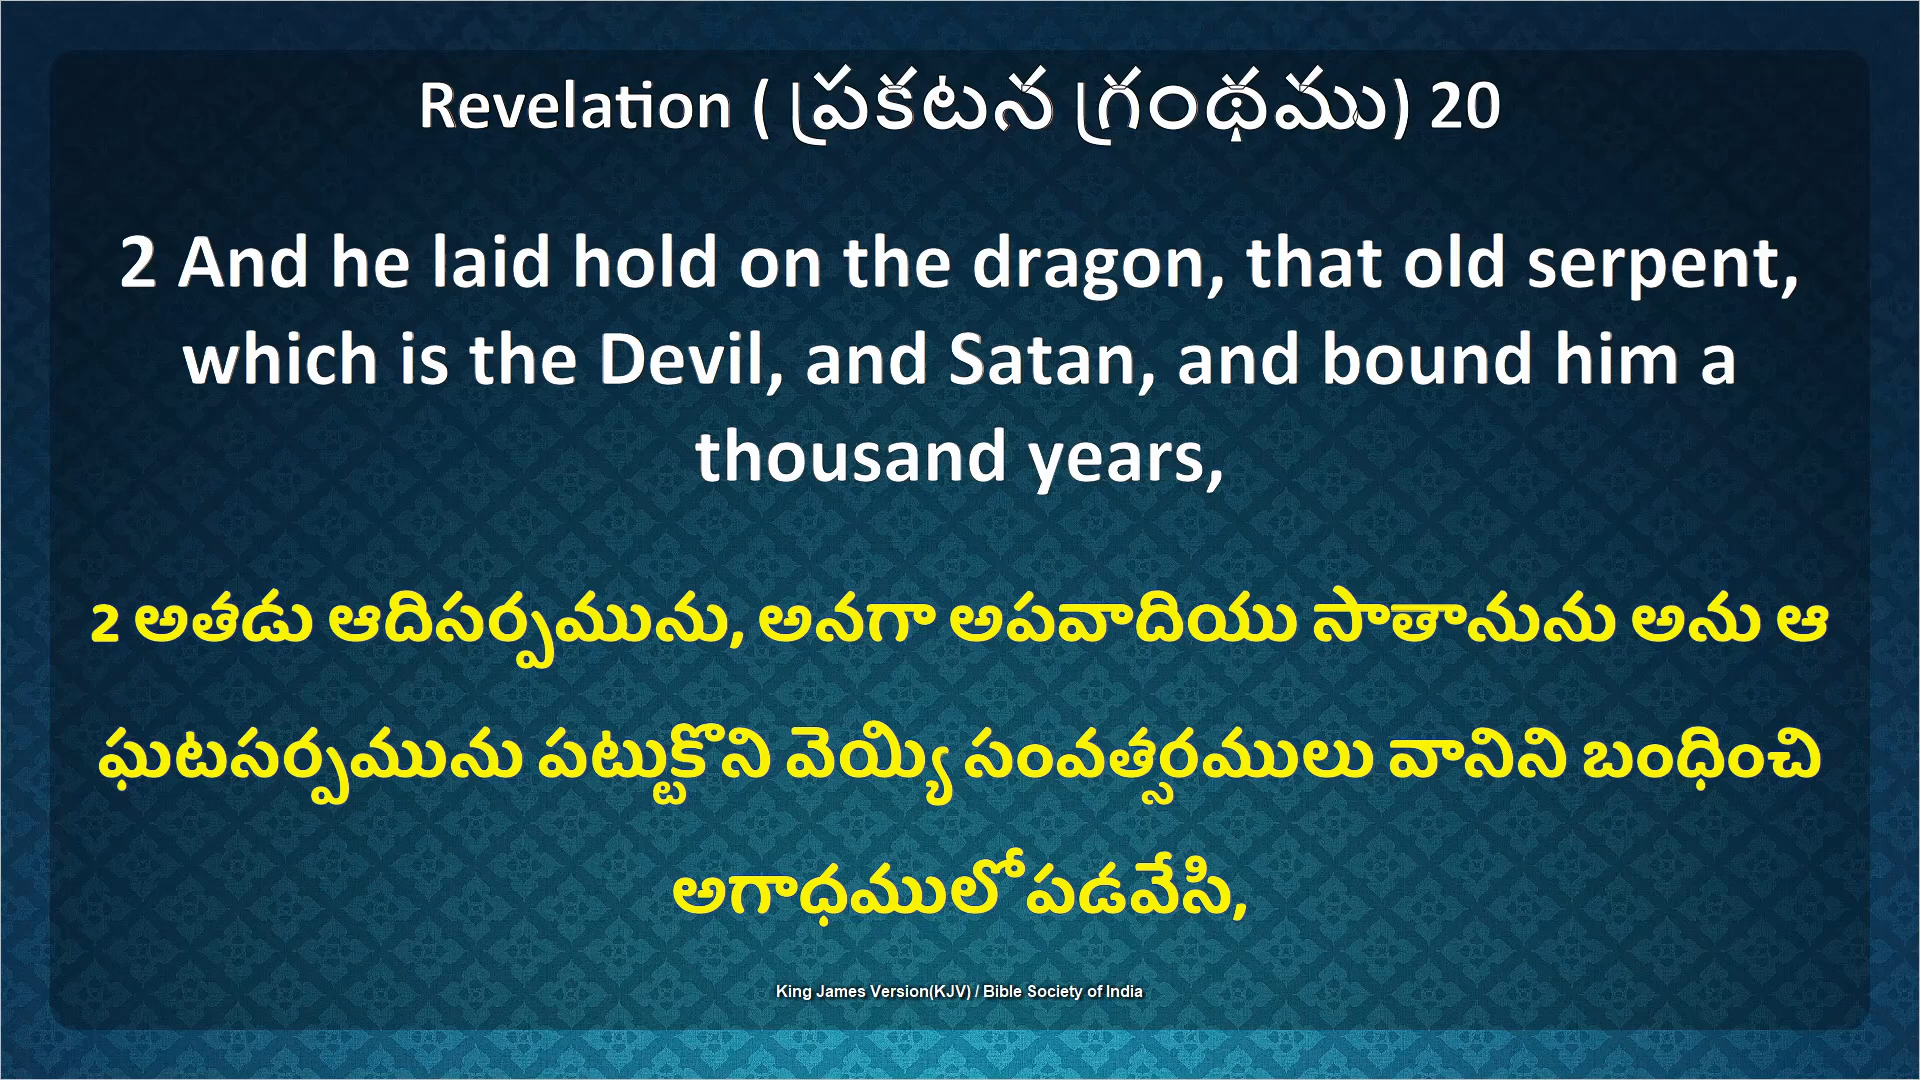 Revelation ( ప్రకటన గ్రంథము) 20
2 And he laid hold on the dragon, that old serpent,
which is the Devil, and Satan, and bound him a
thousand years,
2 అతడు ఆదిసర్పమును, అనగా అపవాదియు సాతానును అను ఆ
ఘటసర్పమును పట్టుకొని వెయ్యి సంవత్సరములు వానిని బంధించి
అగాధములో పడవేసి,
King James Version(KJV) / Bible Society of India